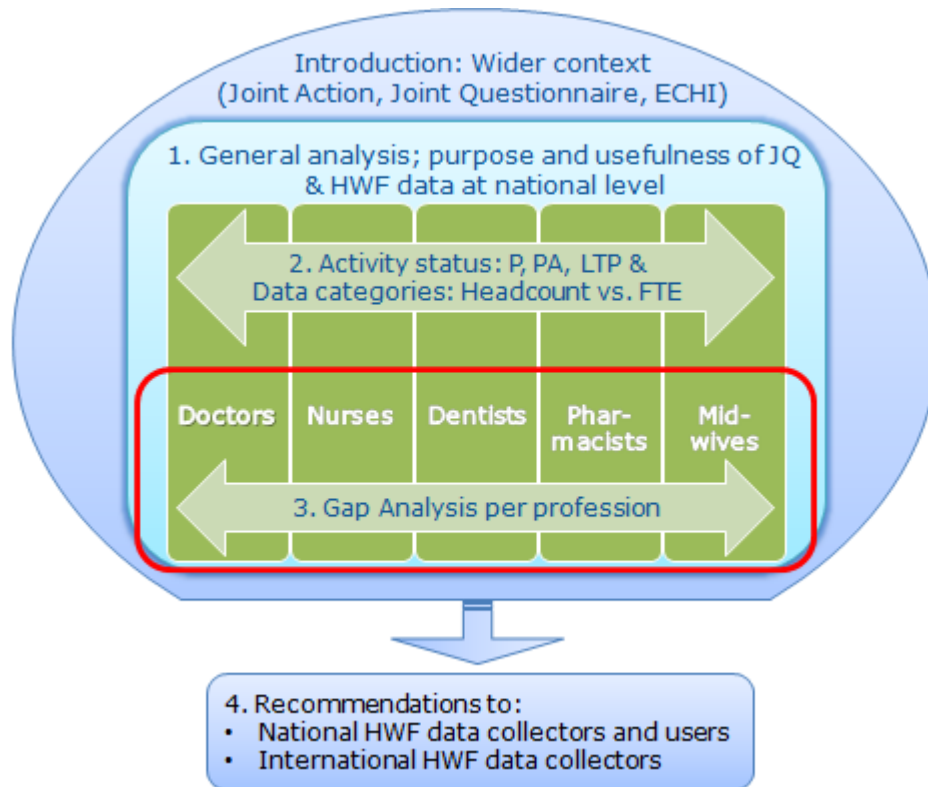 Introduction: Wider context
(Joint Action, Joint Questionnaire, ECHI)
1. General analysis; purpose and usefulness of JQ
& HWF data at national level
2. Activity status: P, PA, LTP &
Data categories: Headcount vs. FTE
Doctors
Nurses
Dentists
Phar-
macists
Mid-
wives
3. Gap Analysis per profession
4. Recommendations to:
• National HWF data collectors and users
• International HWF data collectors